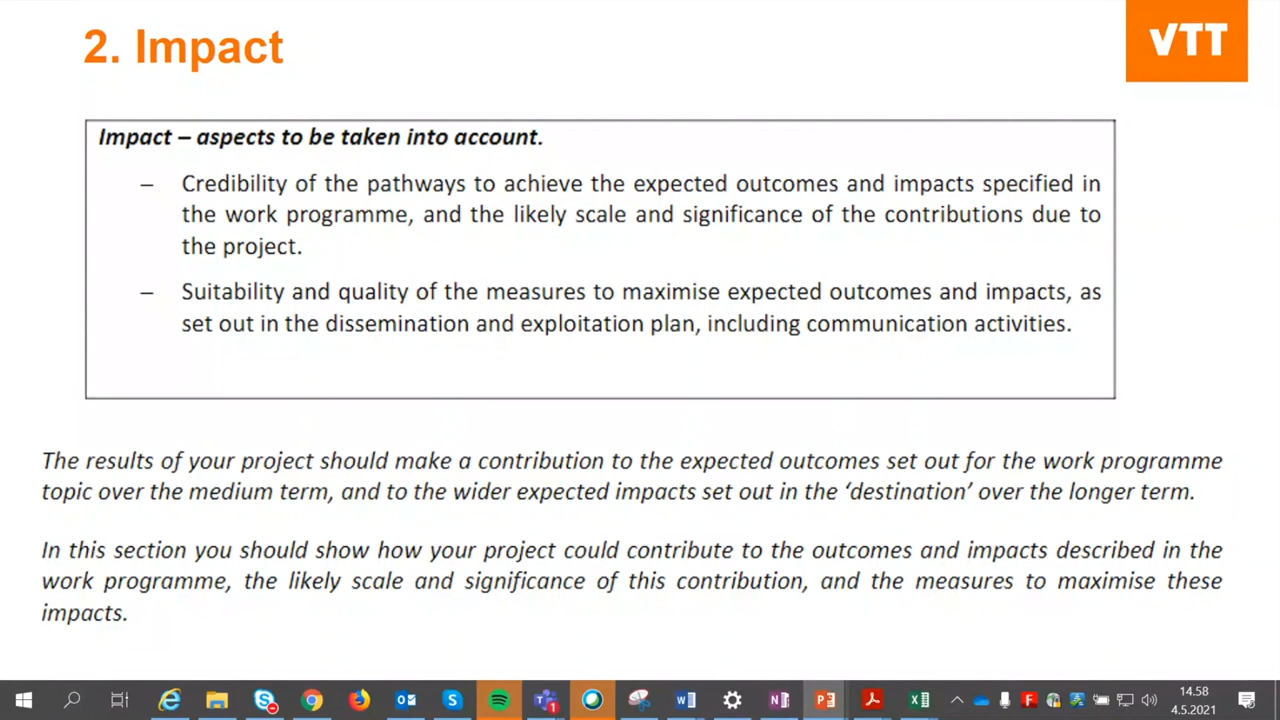 2. Impact
VTT
Impact – aspects to be taken into account.
– Credibility of the pathways to achieve the expected outcomes and impacts specified in
the work programme, and the likely scale and significance of the contributions due to
the project.
– Suitability and quality of the measures to maximise expected outcomes and impacts, as
set out in the dissemination and exploitation plan, including communication activities.
The results of your project should make a contribution to the expected outcomes set out for the work programme
topic over the medium term, and to the wider expected impacts set out in the ‘destination’ over the longer term.
In this section you should show how your project could contribute to the outcomes and impacts described in the
work programme, the likely scale and significance of this contribution, and the measures to maximise these
impacts.
14.58
4.5.2021